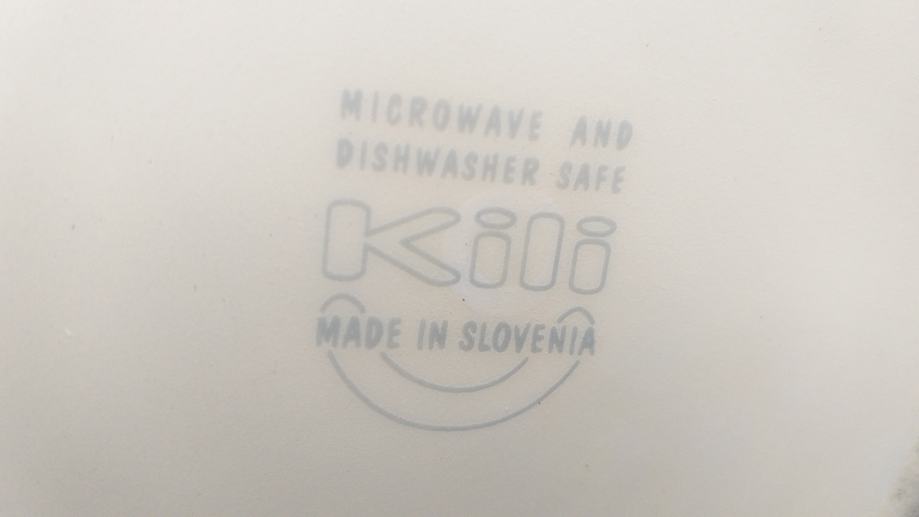 MICROWAVE AND
DISHWASHER SAFE
Kili
MADE IN SLOVENIA